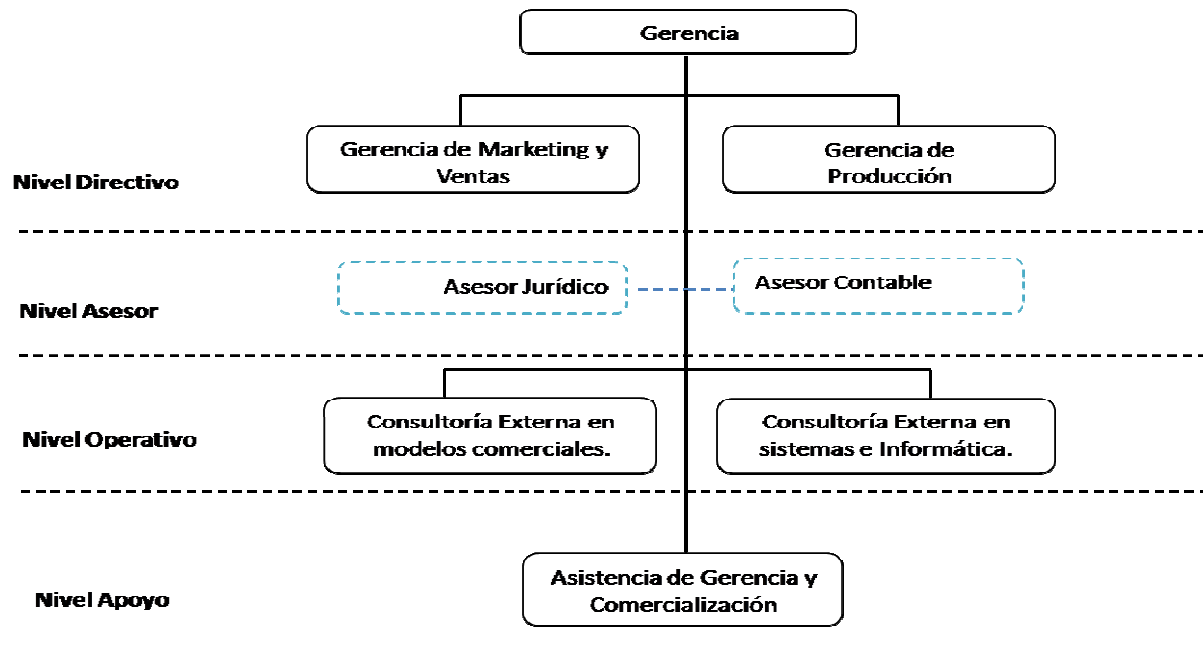 Gerencia
Gerencia de Marketing y
Ventas
Gerencia de
Producción
Nivel Directivo
Asesor Jurídico
Asesor Contable
Nivel Asesor
Consultoría Externa en
modelos comerciales.
Consultoría Externa en
sistemas e Informática.
Nivel Operativo
Asistencia de Gerencia y
Comercialización
Nivel Apoyo